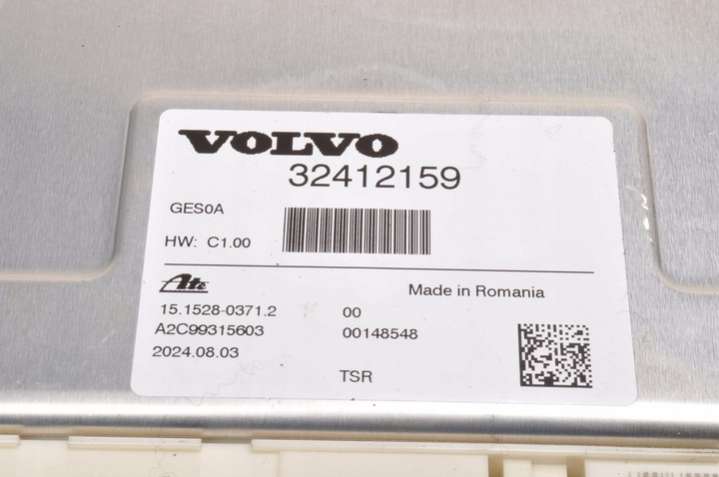 VOLVO
32412159
GES0A
HW: C1.00
Ate
Made in Romania
15.1528-0371.2 00
A2C99315603 00148548
2024.08.03
TSR